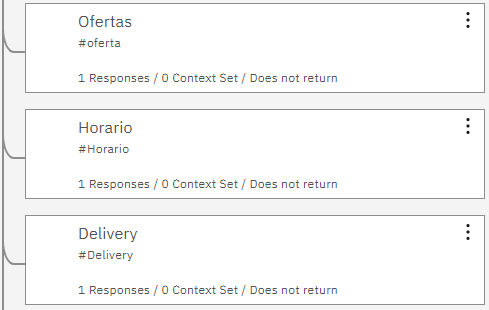 Ofertas
#oferta
1 Responses / 0 Context Set / Does not return
Horario
#Horario
1 Responses / 0 Context Set / Does not return
Delivery
#Delivery
1 Responses / 0 Context Set / Does not return